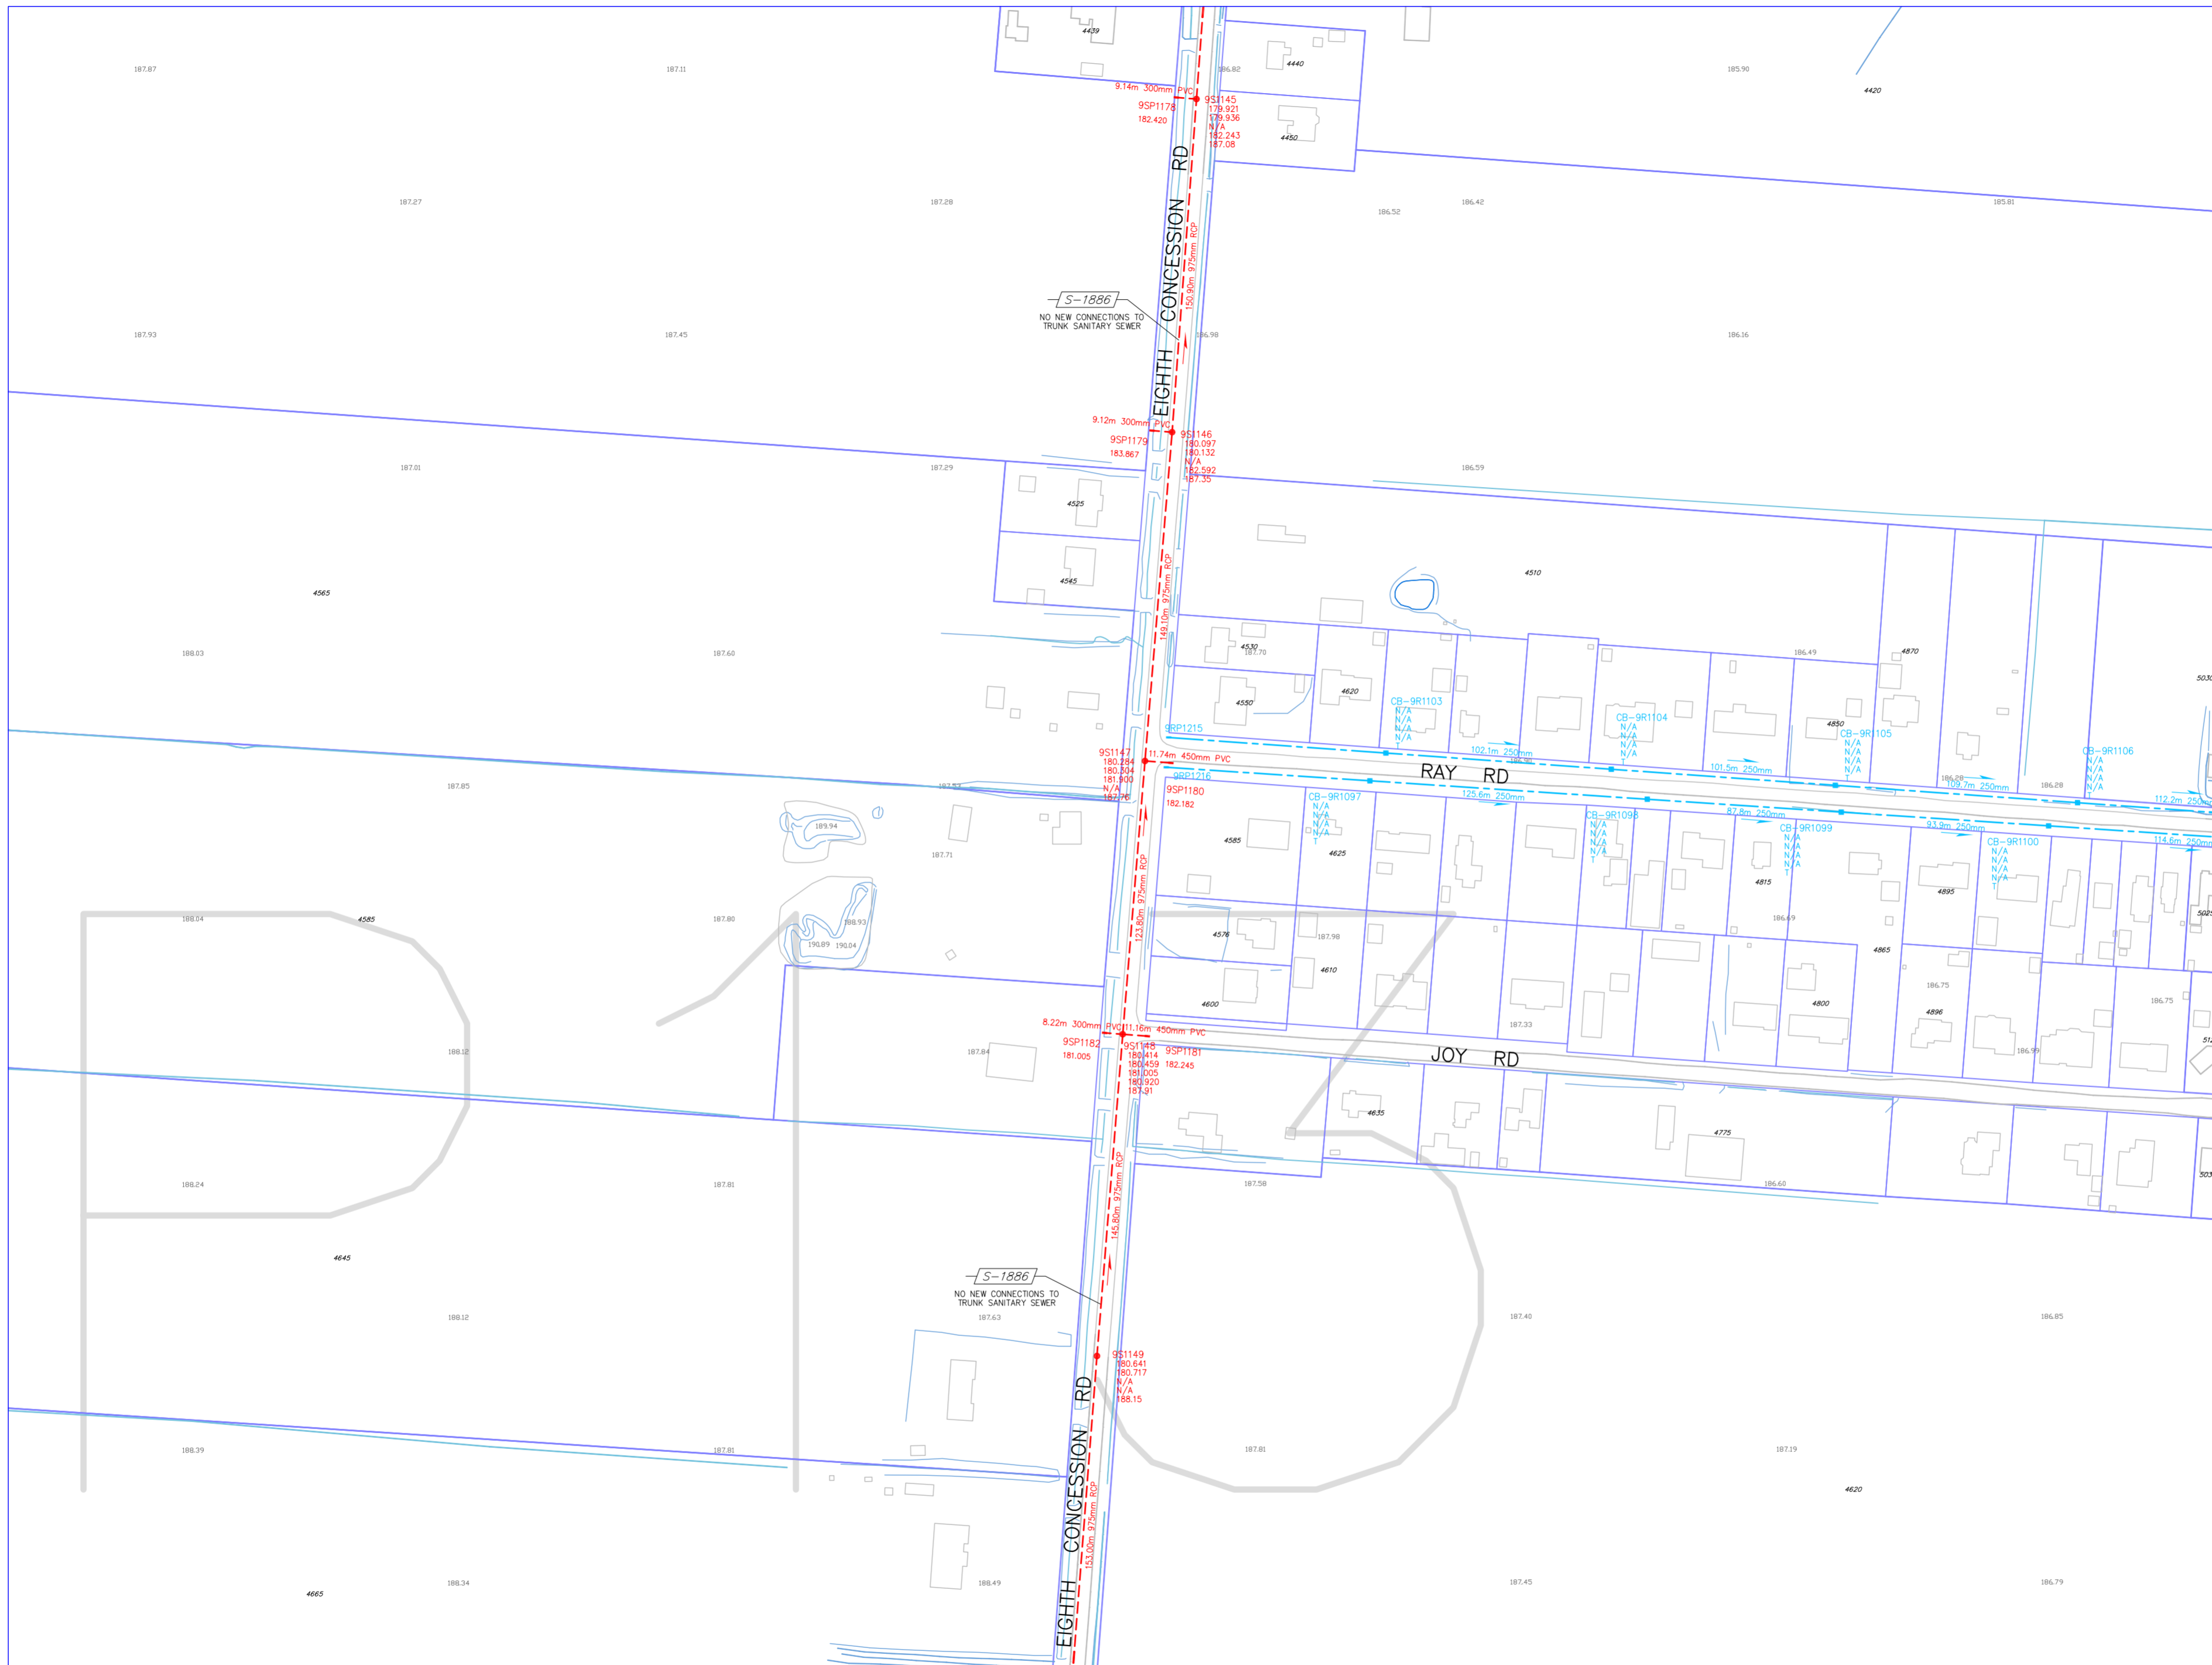 4439
187.87
187.11
186.82
4440
185.90
4420
9.14m 300mm PVC
9SP1178
182.420
9S1145
179.921
179.936
N/A
182.243
187.08
4450
187.27
187.28
186.52
186.42
185.81
EIGHTH CONCESSION RD
150.90m 975mm RCP
S-1886
NO NEW CONNECTIONS TO
TRUNK SANITARY SEWER
187.93
187.45
186.98
186.16
9.12m 300mm PVC
9SP1179
183.867
9S1146
180.097
180.132
N/A
182.592
187.35
187.01
187.29
186.59
4525
4545
4565
4510
149.10m 975mm RCP
188.03
187.60
4530
187.70
186.49
4870
5030
4550
4620
CB-9R1103
N/A
N/A
N/A
N/A
T
CB-9R1104
N/A
N/A
N/A
N/A
T
4850
CB-9R1105
N/A
N/A
N/A
N/A
T
CB-9R1106
N/A
N/A
N/A
N/A
T
9RP1215
102.1m 250mm
186.90
101.5m 250mm
186.28
109.7m 250mm
186.28
112.2m 250mm
9S1147
180.284
180.304
181.900
N/A
187.76
11.74m 450mm PVC
RAY RD
9RP1216
9SP1180
182.182
187.85
187.53
CB-9R1097
N/A
N/A
N/A
N/A
T
125.6m 250mm
CB-9R1098
N/A
N/A
N/A
N/A
T
87.8m 250mm
CB-9R1099
N/A
N/A
N/A
N/A
T
93.9m 250mm
CB-9R1100
N/A
N/A
N/A
N/A
T
114.6m 250mm
189.94
187.71
4585
4625
4815
4895
123.80m 975mm RCP
188.04
4585
187.80
188.93
190.89
190.04
4576
187.98
186.69
4865
5025
4610
4600
186.75
186.75
4800
4896
8.22m 300mm PVC
11.16m 450mm PVC
187.33
9SP1182
181.005
9S1148
180.414
180.459
181.005
180.920
187.91
9SP1181
182.245
188.12
187.84
JOY RD
186.99
4635
4775
188.24
187.81
145.80m 975mm RCP
187.58
186.60
4645
S-1886
NO NEW CONNECTIONS TO
TRUNK SANITARY SEWER
188.12
187.63
187.40
186.85
9S1149
180.641
180.717
N/A
N/A
188.15
188.39
187.81
187.81
187.19
4620
EIGHTH CONCESSION RD
153.00m 975mm RCP
188.34
188.49
187.45
186.79
4665